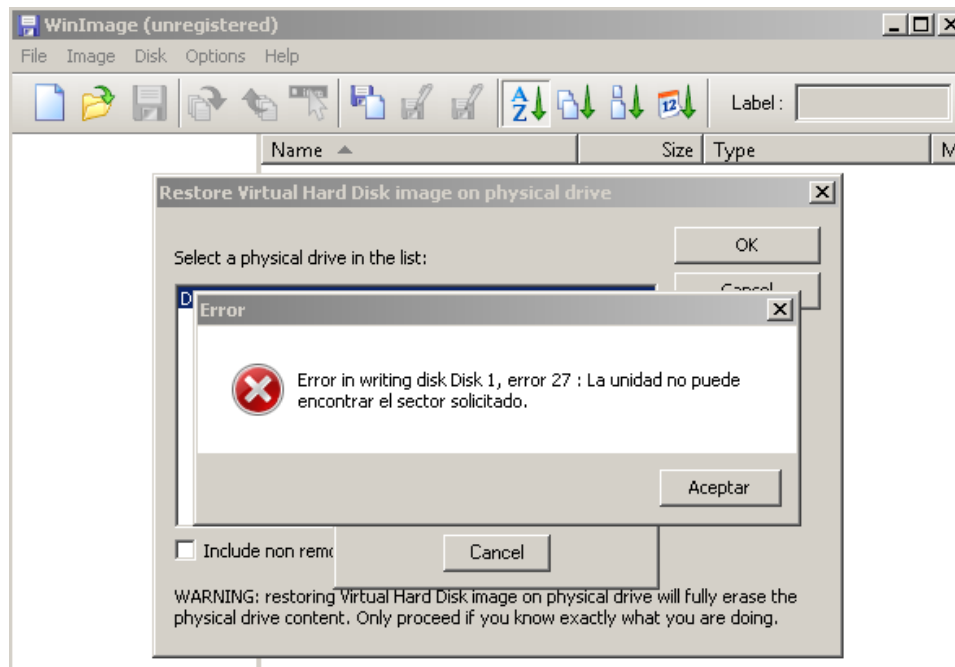 WinImage (unregistered)
File Image Disk Options Help
A Z 12 Label :
Name Size Type M
Restore Virtual Hard Disk image on physical drive
OK
Select a physical drive in the list:
Cancel
D
Error
Error in writing disk Disk 1, error 27 : La unidad no puede
encontrar el sector solicitado.
Aceptar
Include non remo
Cancel
WARNING: restoring Virtual Hard Disk image on physical drive will fully erase the
physical drive content. Only proceed if you know exactly what you are doing.